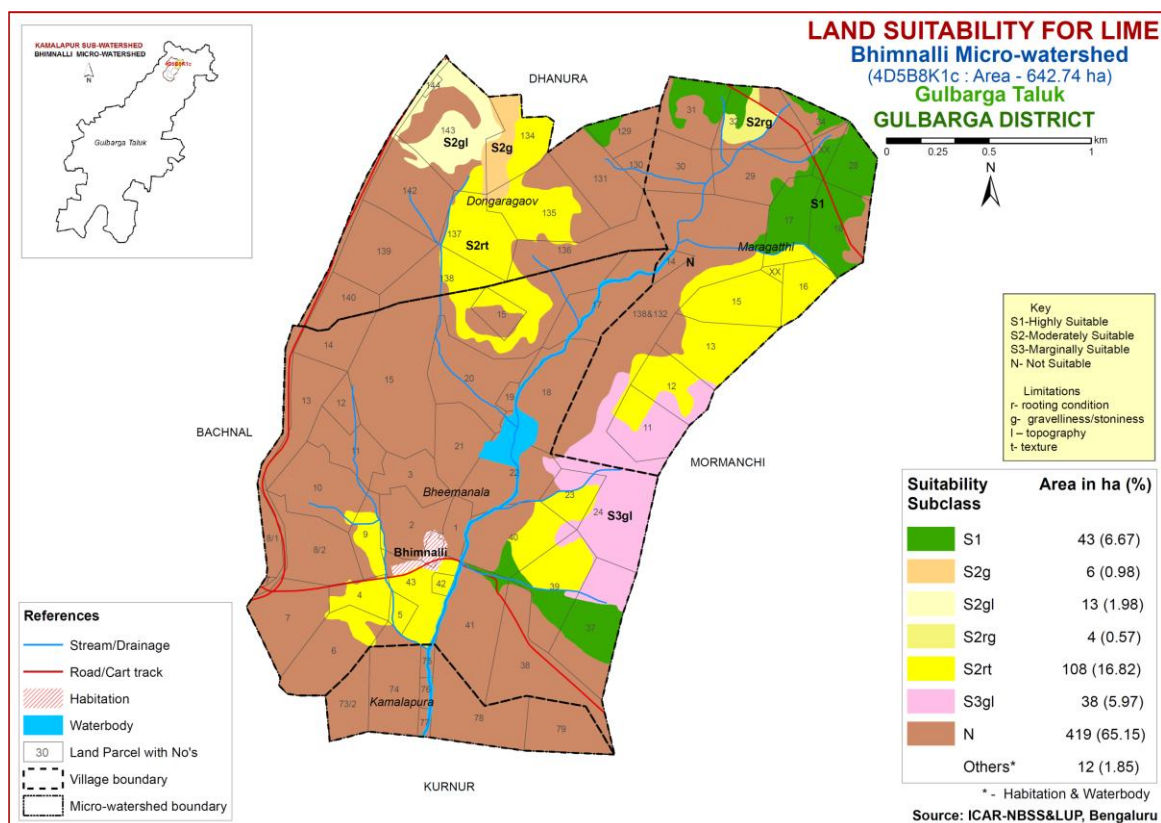 LAND SUITABILITY FOR LIME
Bhimnalli Micro-watershed
(4D5B8K1c : Area - 642.74 ha)
Gulbarga Taluk
GULBARGA DISTRICT
0 0.25 0.5 1
km
N
KAMALAPUR SUB-WATERSHED
BHIMNALLI MICRO-WATERSHED
N
4D5B8K1c
Gulbarga Taluk
DHANURA
144
143
S2gl
S2g
134
129
31
32
S2rg
34
XX
28
130
131
30
29
142
Dongaragaov
135
137
S2rt
136
138
139
140
17
S1
18
Maragatthi
14
N
XX
16
15
15
17
138&132
13
14
15
20
19
18
12
13
12
11
11
21
22
BACHNAL
MORMANCHI
3
10
Bheemanala
23
24
S3gl
2
1
9
40
8/1
8/2
Bhimnalli
43
42
39
4
5
37
7
6
41
38
75
74
76
73/2
Kamalapura
77
78
79
KURNUR
Key
S1-Highly Suitable
S2-Moderately Suitable
S3-Marginally Suitable
N- Not Suitable
Limitations
r- rooting condition
g- gravelliness/stoniness
l – topography
t- texture
Suitability Subclass Area in ha (%)
S1 43 (6.67)
S2g 6 (0.98)
S2gl 13 (1.98)
S2rg 4 (0.57)
S2rt 108 (16.82)
S3gl 38 (5.97)
N 419 (65.15)
Others* 12 (1.85)
* - Habitation & Waterbody
Source: ICAR-NBSS&LUP, Bengaluru
References
Stream/Drainage
Road/Cart track
Habitation
Waterbody
30 Land Parcel with No's
Village boundary
Micro-watershed boundary